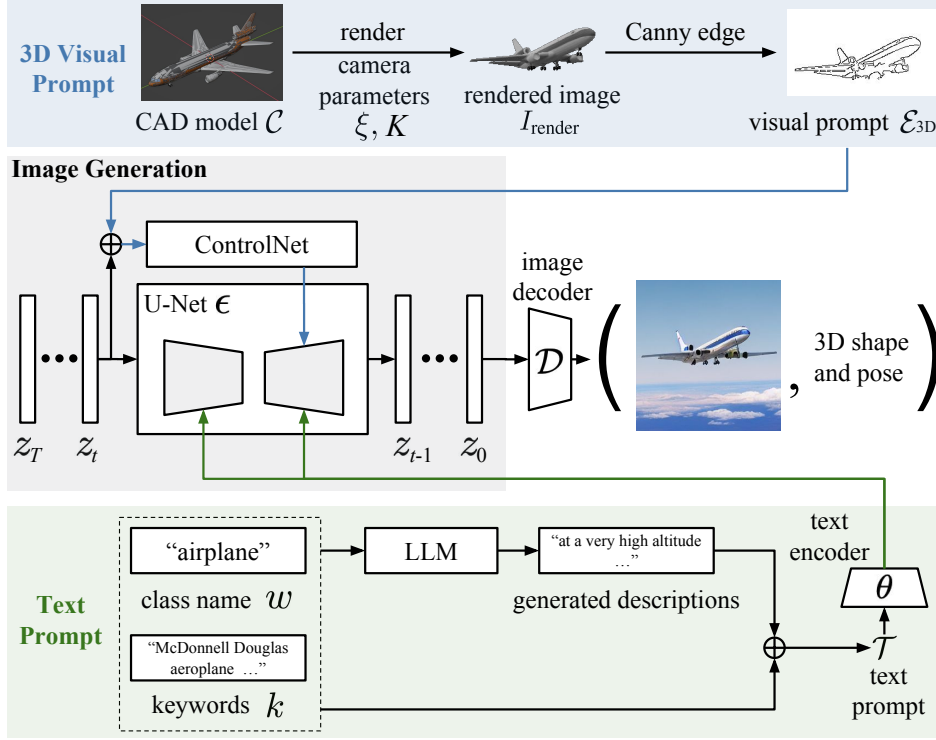 3D Visual
Prompt
CAD model 𝒞
render
camera
parameters
ξ, K
rendered image
I_render
Canny edge
visual prompt ℰ_3D
Image Generation
ControlNet
U-Net ϵ
z_T
z_t
z_{t-1}
z_0
image
decoder
𝒟
( , 3D shape
and pose )
Text
Prompt
“airplane”
class name w
“McDonnell Douglas
aeroplane …”
keywords k
LLM
“at a very high altitude
…”
generated descriptions
text
encoder
θ
𝒯
text
prompt